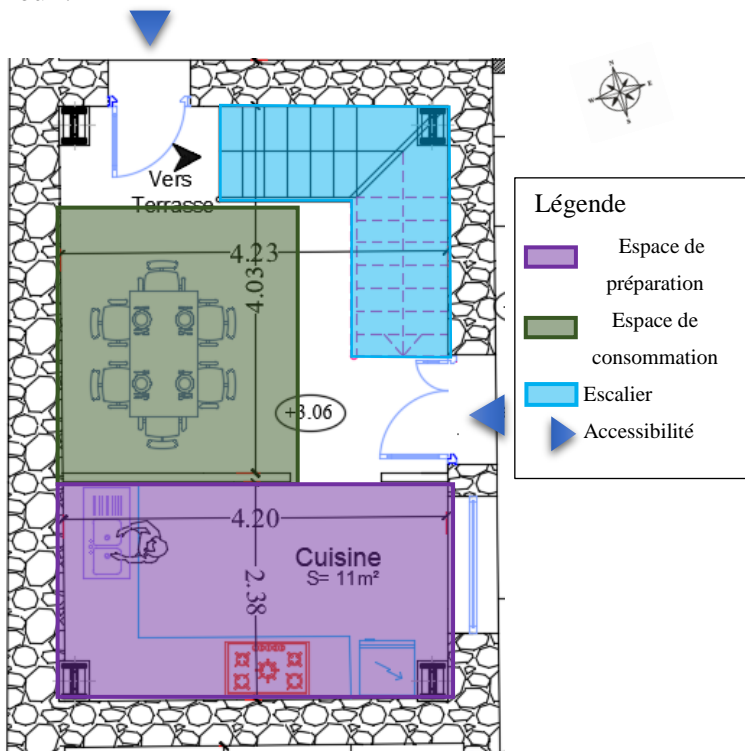 N
W
E
S
Vers
Terrasse
4.23
4.03
+3.06
4.20
2.38
Cuisine
S= 11m²
Légende
Espace de
préparation
Espace de
consommation
Escalier
Accessibilité